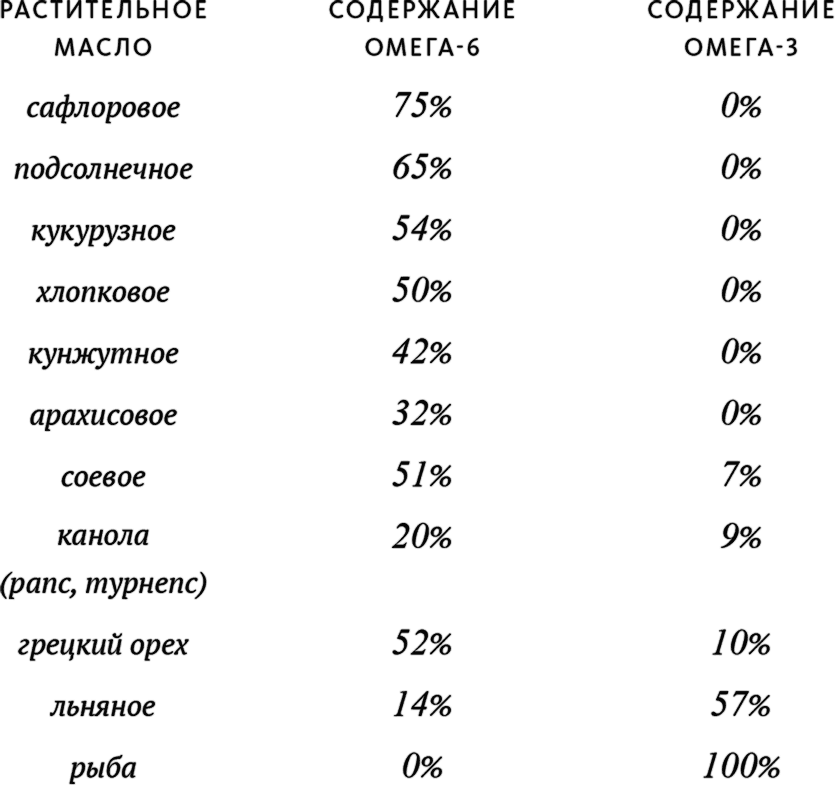 РАСТИТЕЛЬНОЕ СОДЕРЖАНИЕ СОДЕРЖАНИЕ
МАСЛО ОМЕГА-6 ОМЕГА-3
сафлоровое 75% 0%
подсолнечное 65% 0%
кукурузное 54% 0%
хлопковое 50% 0%
кунжутное 42% 0%
арахисовое 32% 0%
соевое 51% 7%
канола 20% 9%
(рапс, турнепс)
грецкий орех 52% 10%
льняное 14% 57%
рыба 0% 100%